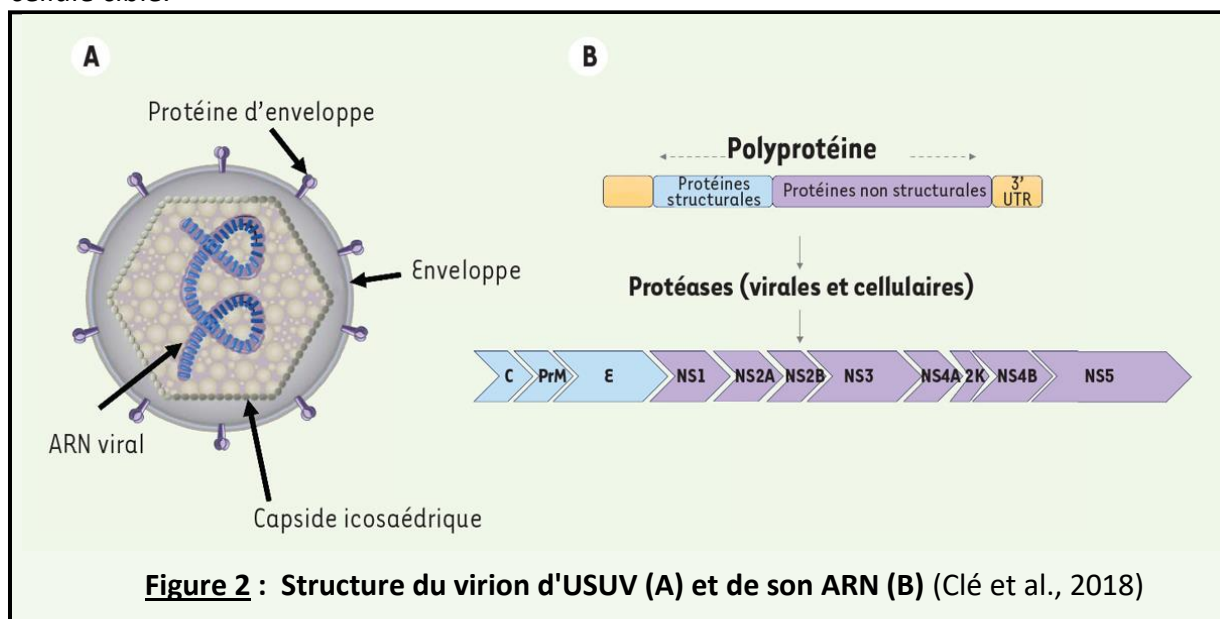 A
B
Protéine d'enveloppe
Enveloppe
ARN viral
Capside icosaédrique
Polyprotéine
Protéines
structurales
Protéines non structurales
3'
UTR
Protéases (virales et cellulaires)
C PrM E NS1 NS2A NS2B NS3 NS4A 2K NS4B NS5
Figure 2 : Structure du virion d'USUV (A) et de son ARN (B) (Clé et al., 2018)